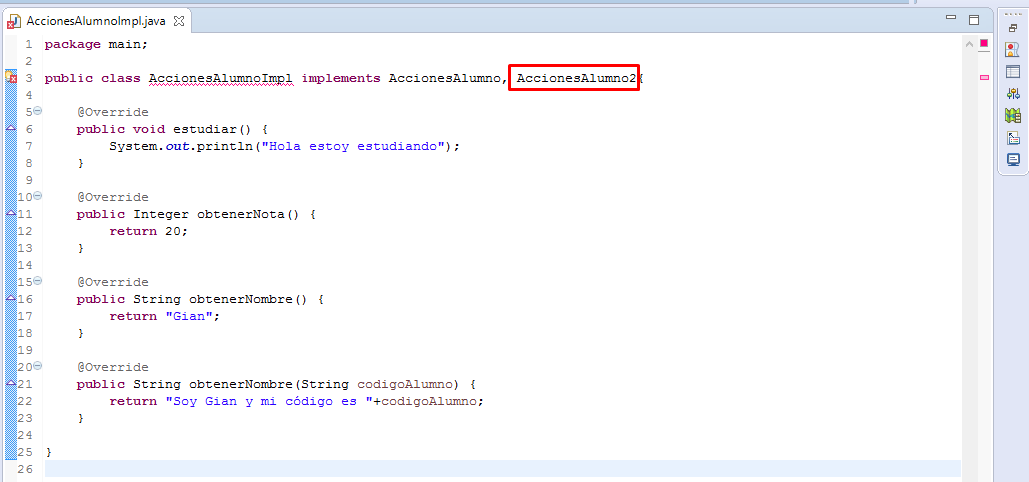 AccionesAlumnoImpl.java
1 package main;
2
3 public class AccionesAlumnoImpl implements AccionesAlumno, AccionesAlumno2{
4
5 @Override
6 public void estudiar() {
7 System.out.println("Hola estoy estudiando");
8 }
9
10 @Override
11 public Integer obtenerNota() {
12 return 20;
13 }
14
15 @Override
16 public String obtenerNombre() {
17 return "Gian";
18 }
19
20 @Override
21 public String obtenerNombre(String codigoAlumno) {
22 return "Soy Gian y mi código es "+codigoAlumno;
23 }
24
25 }
26